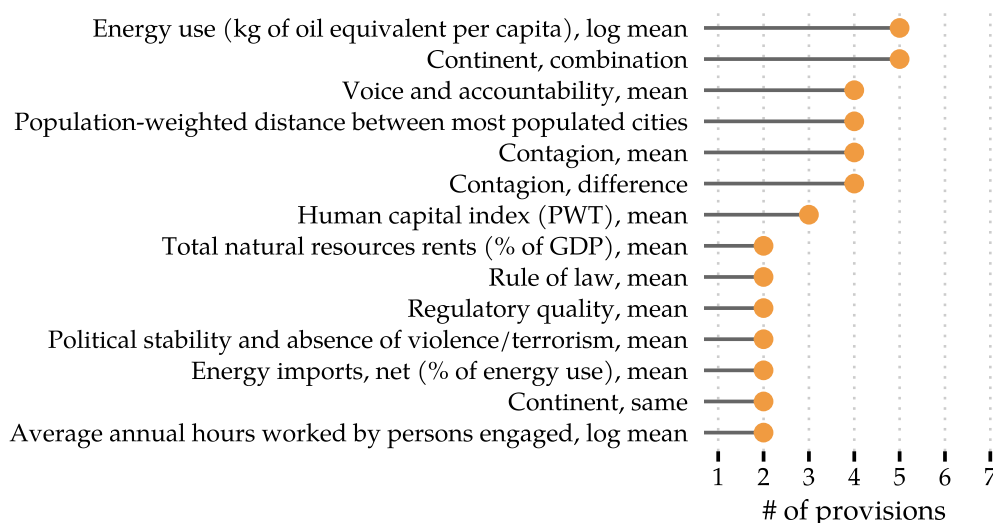 Energy use (kg of oil equivalent per capita), log mean
Continent, combination
Voice and accountability, mean
Population-weighted distance between most populated cities
Contagion, mean
Contagion, difference
Human capital index (PWT), mean
Total natural resources rents (% of GDP), mean
Rule of law, mean
Regulatory quality, mean
Political stability and absence of violence/terrorism, mean
Energy imports, net (% of energy use), mean
Continent, same
Average annual hours worked by persons engaged, log mean
1 2 3 4 5 6 7
# of provisions